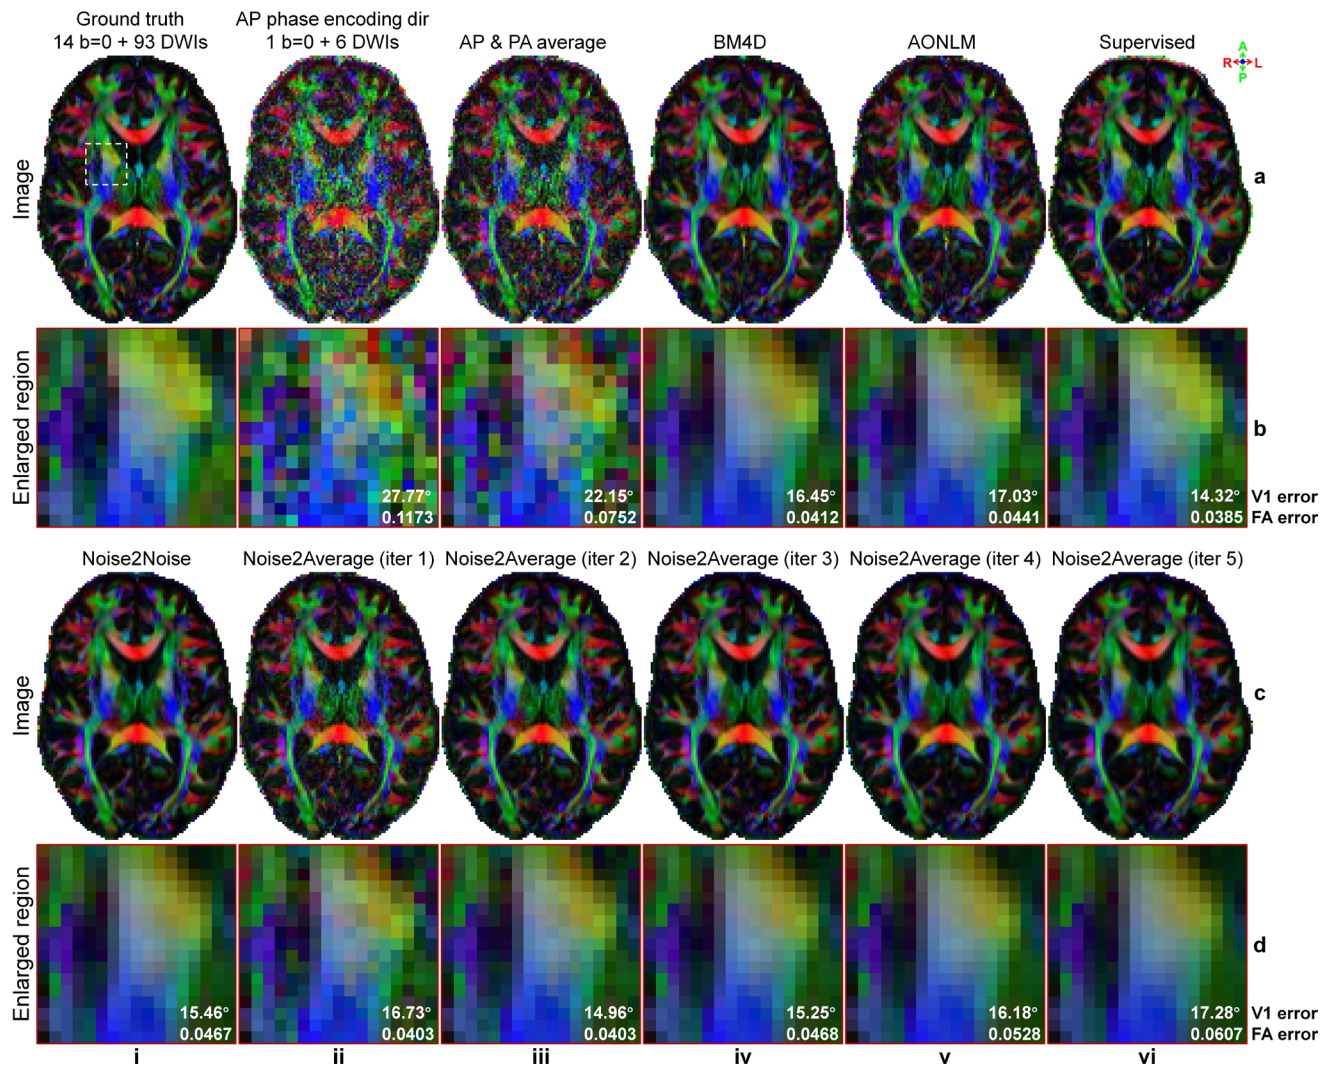 Ground truth
14 b=0 + 93 DWIs
AP phase encoding dir
1 b=0 + 6 DWIs
AP & PA average
BM4D
AONLM
Supervised
A
R L
P
Image
a
Enlarged region
b
27.77°
0.1173
22.15°
0.0752
16.45°
0.0412
17.03°
0.0441
14.32°
0.0385
V1 error
FA error
Noise2Noise
Noise2Average (iter 1)
Noise2Average (iter 2)
Noise2Average (iter 3)
Noise2Average (iter 4)
Noise2Average (iter 5)
Image
c
Enlarged region
d
15.46°
0.0467
16.73°
0.0403
14.96°
0.0403
15.25°
0.0468
16.18°
0.0528
17.28°
0.0607
V1 error
FA error
i
ii
iii
iv
v
vi